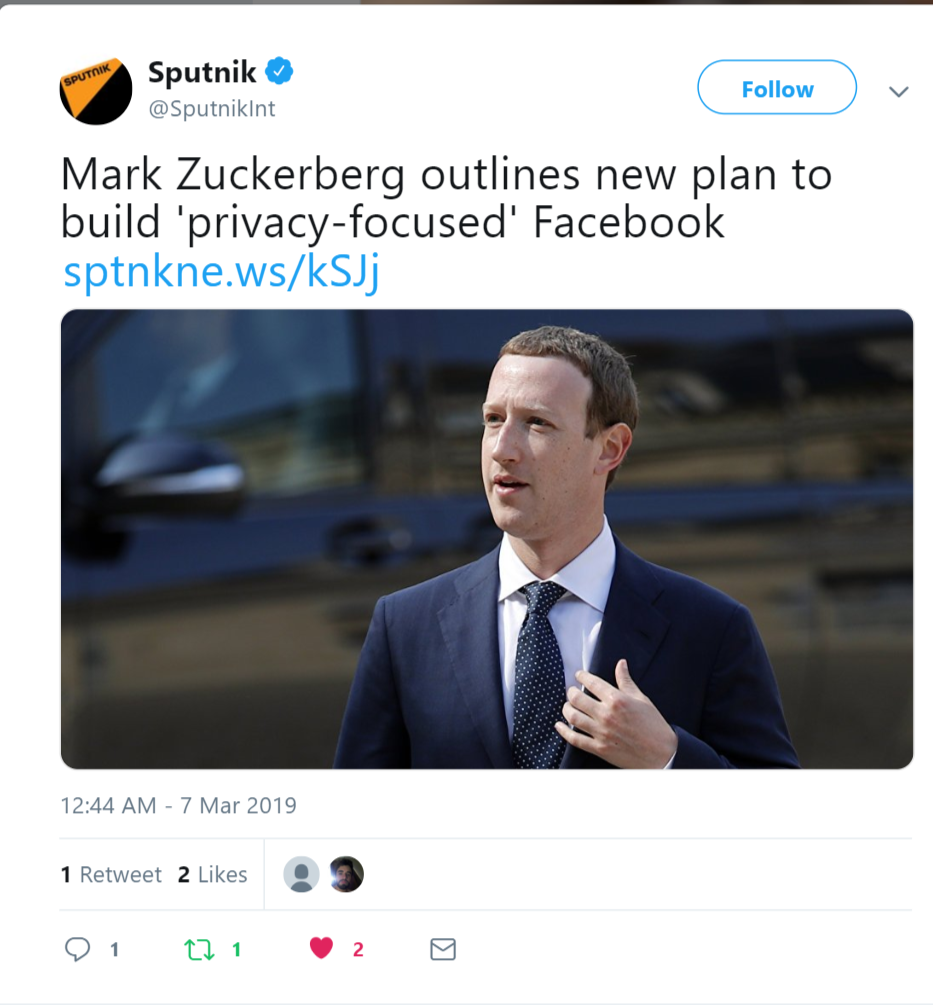 SPUTNIK
Sputnik
@SputnikInt
Follow
Mark Zuckerberg outlines new plan to
build 'privacy-focused' Facebook
sptnkne.ws/kSJj
12:44 AM - 7 Mar 2019
1 Retweet 2 Likes
1 1 2